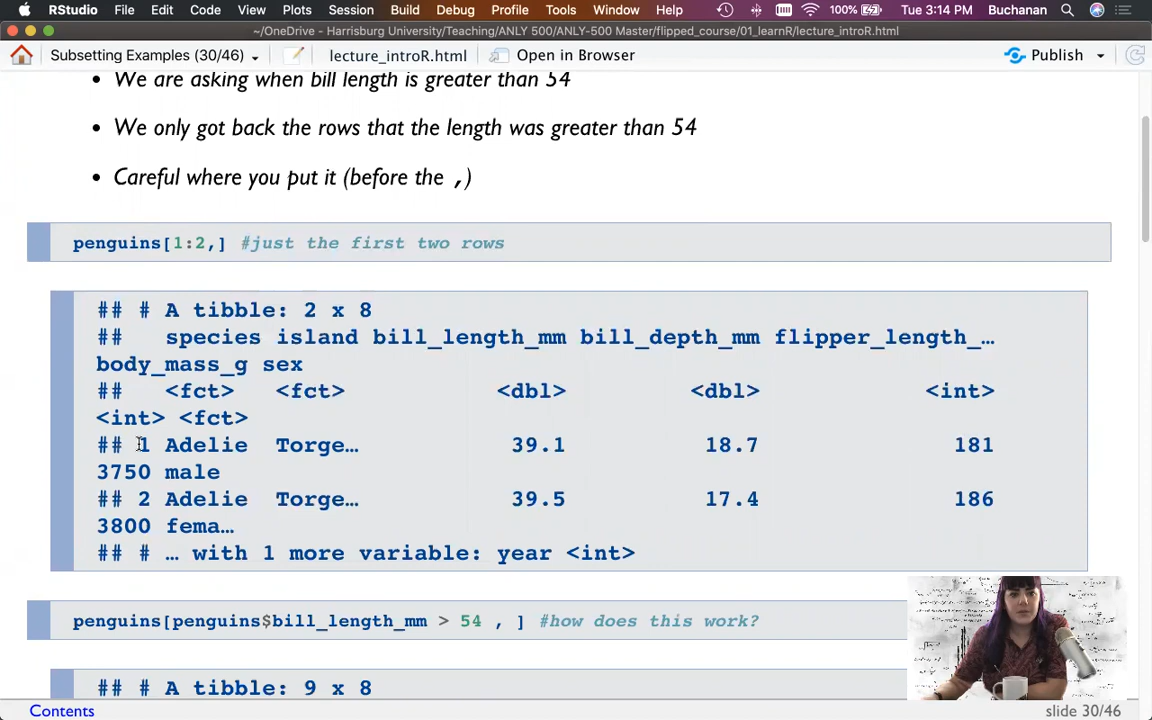 RStudio File Edit Code View Plots Session Build Debug Profile Tools Window Help 100% Tue 3:14 PM Buchanan
~/OneDrive - Harrisburg University/Teaching/ANLY 500/ANLY-500 Master/flipped_course/01_learnR/lecture_introR.html
Subsetting Examples (30/46) lecture_introR.html Open in Browser Publish
• We are asking when bill length is greater than 54
• We only got back the rows that the length was greater than 54
• Careful where you put it (before the ,)
penguins[1:2,] #just the first two rows
## # A tibble: 2 x 8
## species island bill_length_mm bill_depth_mm flipper_length_…
body_mass_g sex
## <fct> <fct> <dbl> <dbl> <int>
<int> <fct>
## 1 Adelie Torge… 39.1 18.7 181
3750 male
## 2 Adelie Torge… 39.5 17.4 186
3800 fema…
## # … with 1 more variable: year <int>
penguins[penguins$bill_length_mm > 54 , ] #how does this work?
## # A tibble: 9 x 8
Contents
slide 30/46